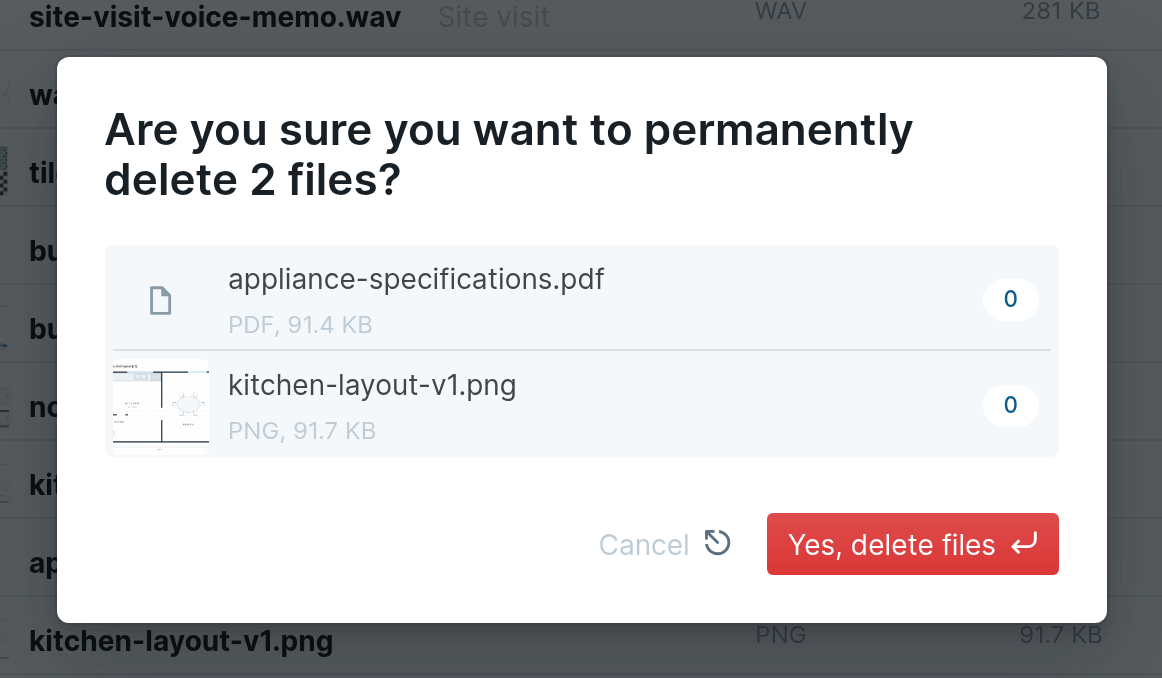 site-visit-voice-memo.wav Site visit WAV 281 KB
Are you sure you want to permanently
delete 2 files?
appliance-specifications.pdf
0
PDF, 91.4 KB
kitchen-layout-v1.png
0
PNG, 91.7 KB
Cancel Yes, delete files
kitchen-layout-v1.png PNG 91.7 KB